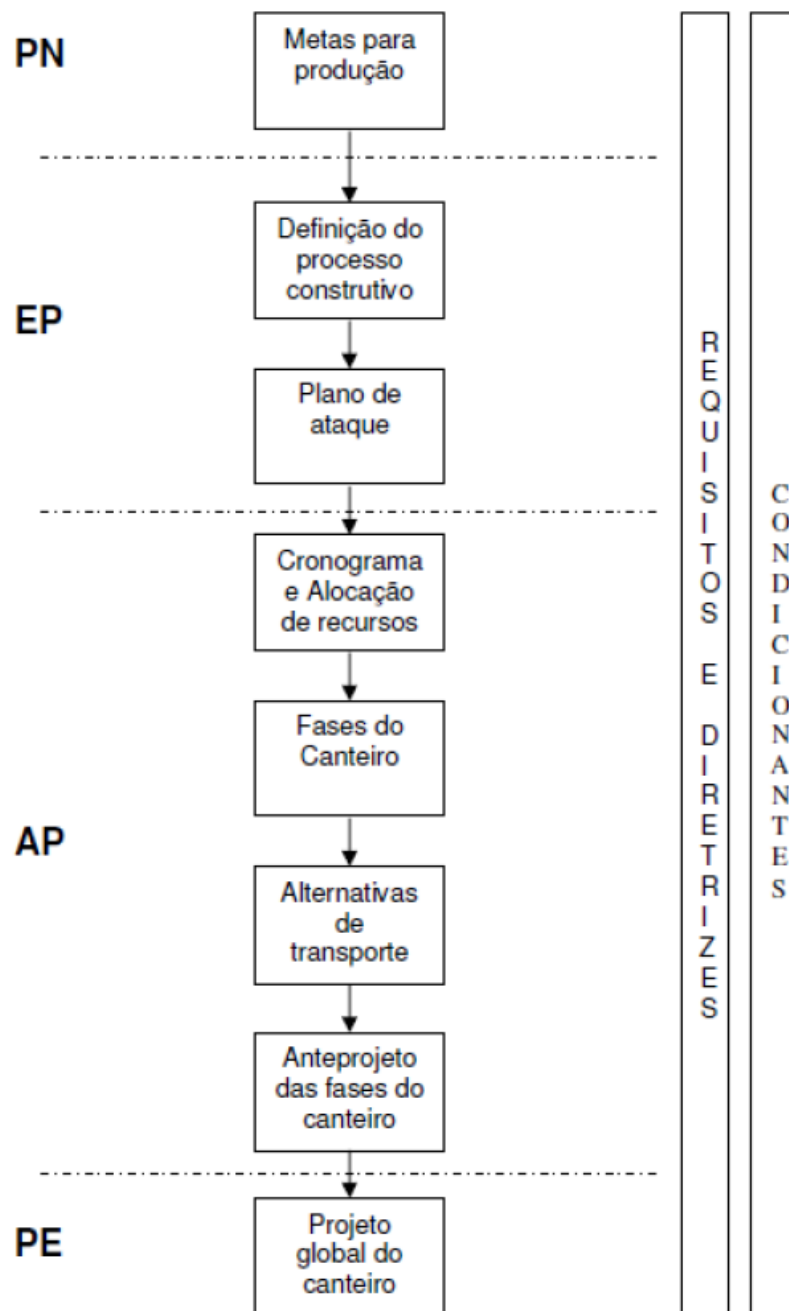 PN
Metas para
produção
EP
Definição do
processo
construtivo
Plano de
ataque
AP
Cronograma
e Alocação
de recursos
Fases do
Canteiro
Alternativas
de
transporte
Anteprojeto
das fases do
canteiro
PE
Projeto
global do
canteiro
REQUISITOS E DIRETRIZES
CONDICIONANTES